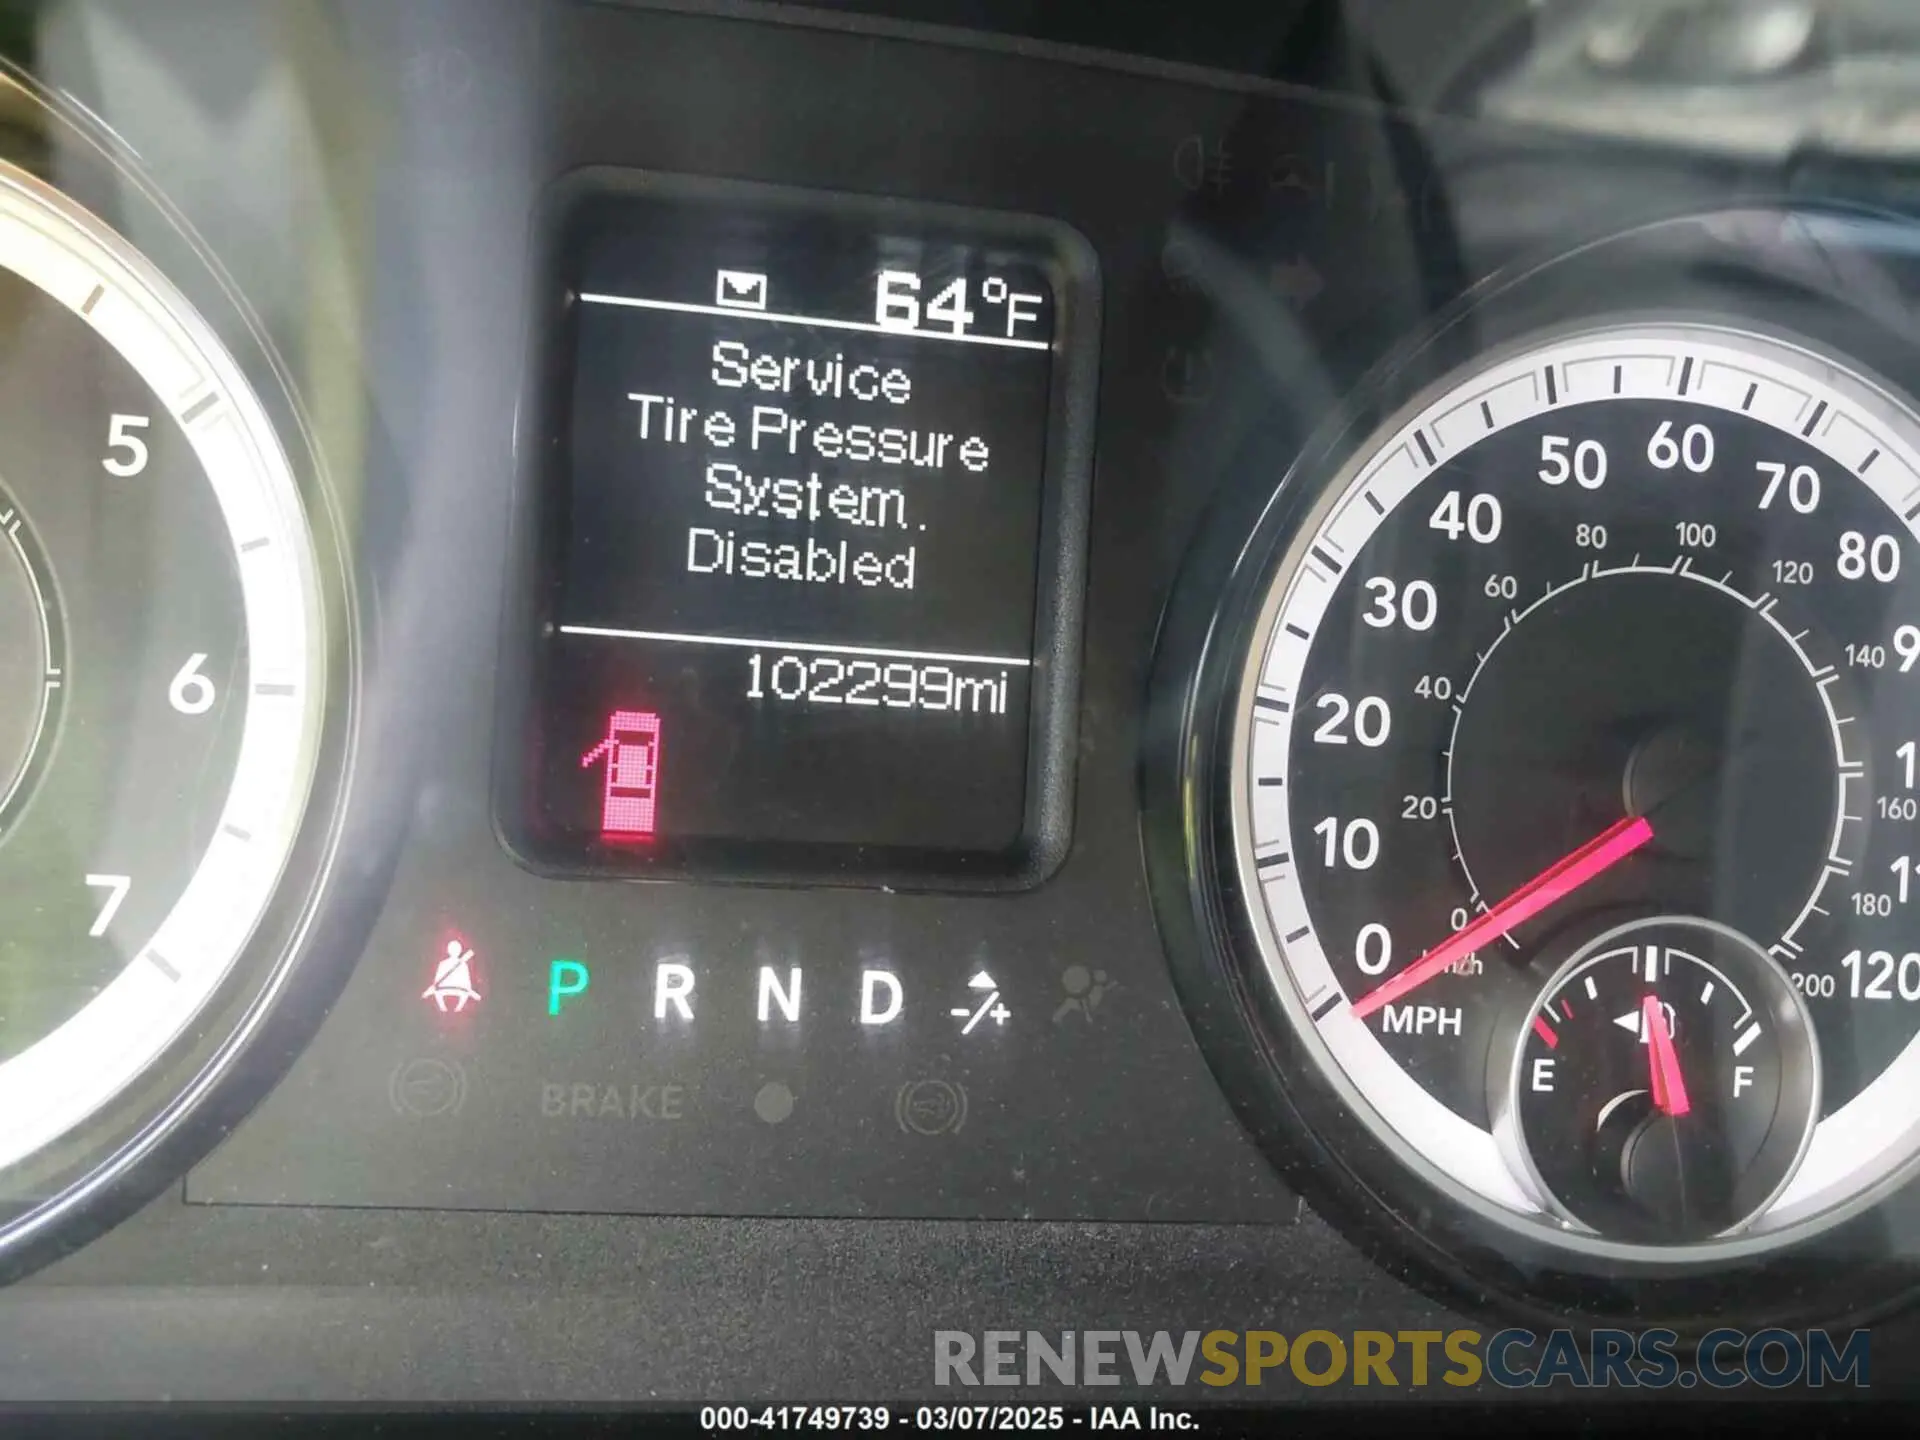 64°F
Service
Tire Pressure
System.
Disabled
102299mi
5
6
7
P R N D -/+
BRAKE
0 10 20 30 40 50 60 70 80
120
MPH
0 20 40 60 80 100 120 140 160 180 200
km/h
E F
RENEWSPORTSCARS.COM
000-41749739 - 03/07/2025 - IAA Inc.